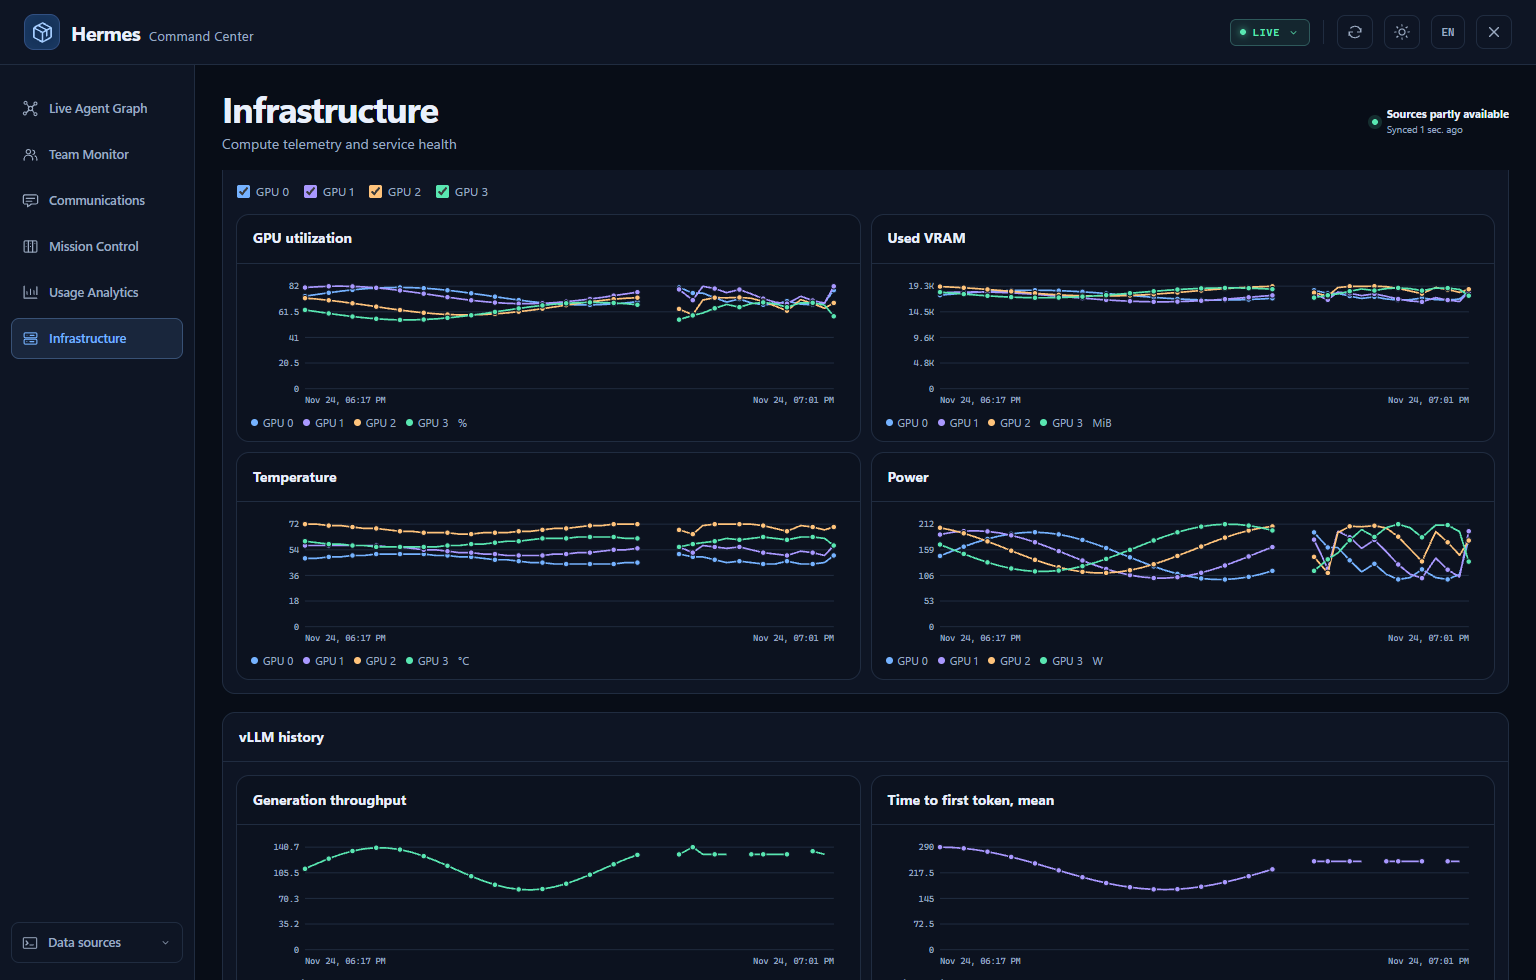 Hermes Command Center
LIVE
EN
Live Agent Graph
Team Monitor
Communications
Mission Control
Usage Analytics
Infrastructure
Data sources
Infrastructure
Compute telemetry and service health
Sources partly available
Synced 1 sec. ago
GPU 0 GPU 1 GPU 2 GPU 3
GPU utilization
82
61.5
41
20.5
0
Nov 24, 06:17 PM Nov 24, 07:01 PM
GPU 0 GPU 1 GPU 2 GPU 3 %
Used VRAM
19.3K
14.5K
9.6K
4.8K
0
Nov 24, 06:17 PM Nov 24, 07:01 PM
GPU 0 GPU 1 GPU 2 GPU 3 MiB
Temperature
72
54
36
18
0
Nov 24, 06:17 PM Nov 24, 07:01 PM
GPU 0 GPU 1 GPU 2 GPU 3 °C
Power
212
159
106
53
0
Nov 24, 06:17 PM Nov 24, 07:01 PM
GPU 0 GPU 1 GPU 2 GPU 3 W
vLLM history
Generation throughput
140.7
105.5
70.3
35.2
0
Nov 24, 06:17 PM Nov 24, 07:01 PM
Time to first token, mean
290
217.5
145
72.5
0
Nov 24, 06:17 PM Nov 24, 07:01 PM